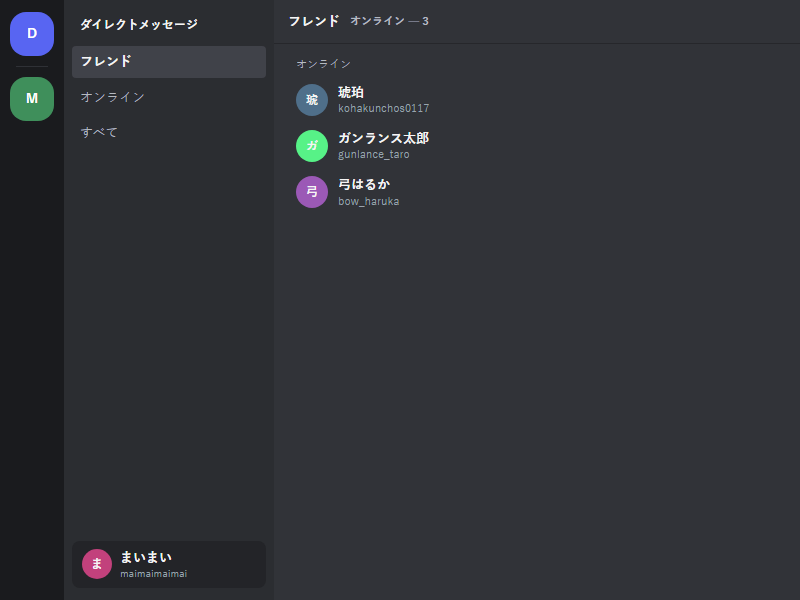 D
M
ダイレクトメッセージ
フレンド
オンライン
すべて
ま
まいまい
maimaimaimai
フレンド オンライン — 3
オンライン
琥
琥珀
kohakunchos0117
ガ
ガンランス太郎
gunlance_taro
弓
弓はるか
bow_haruka